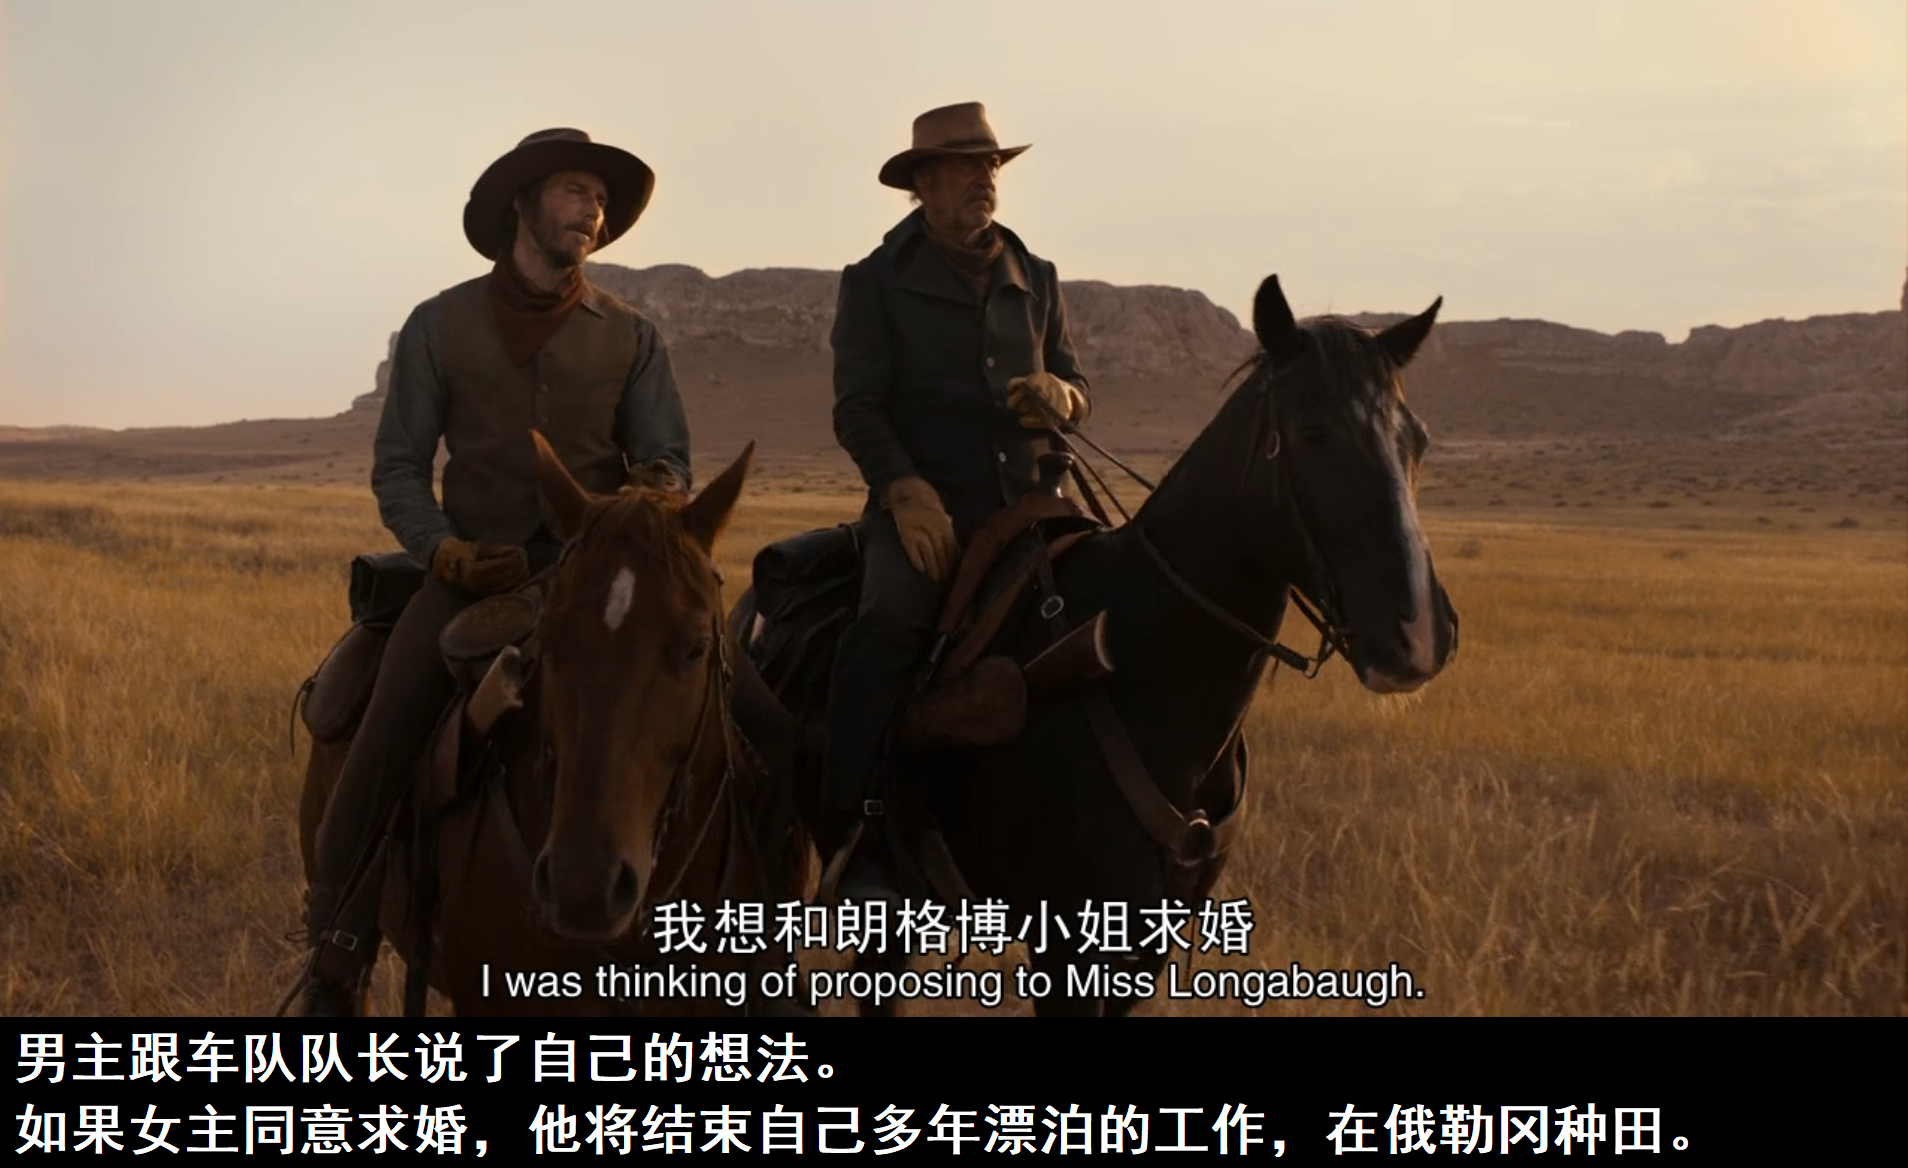 我想和朗格博小姐求婚
I was thinking of proposing to Miss Longabaugh.
男主跟车队队长说了自己的想法。
如果女主同意求婚，他将结束自己多年漂泊的工作，在俄勒冈种田。